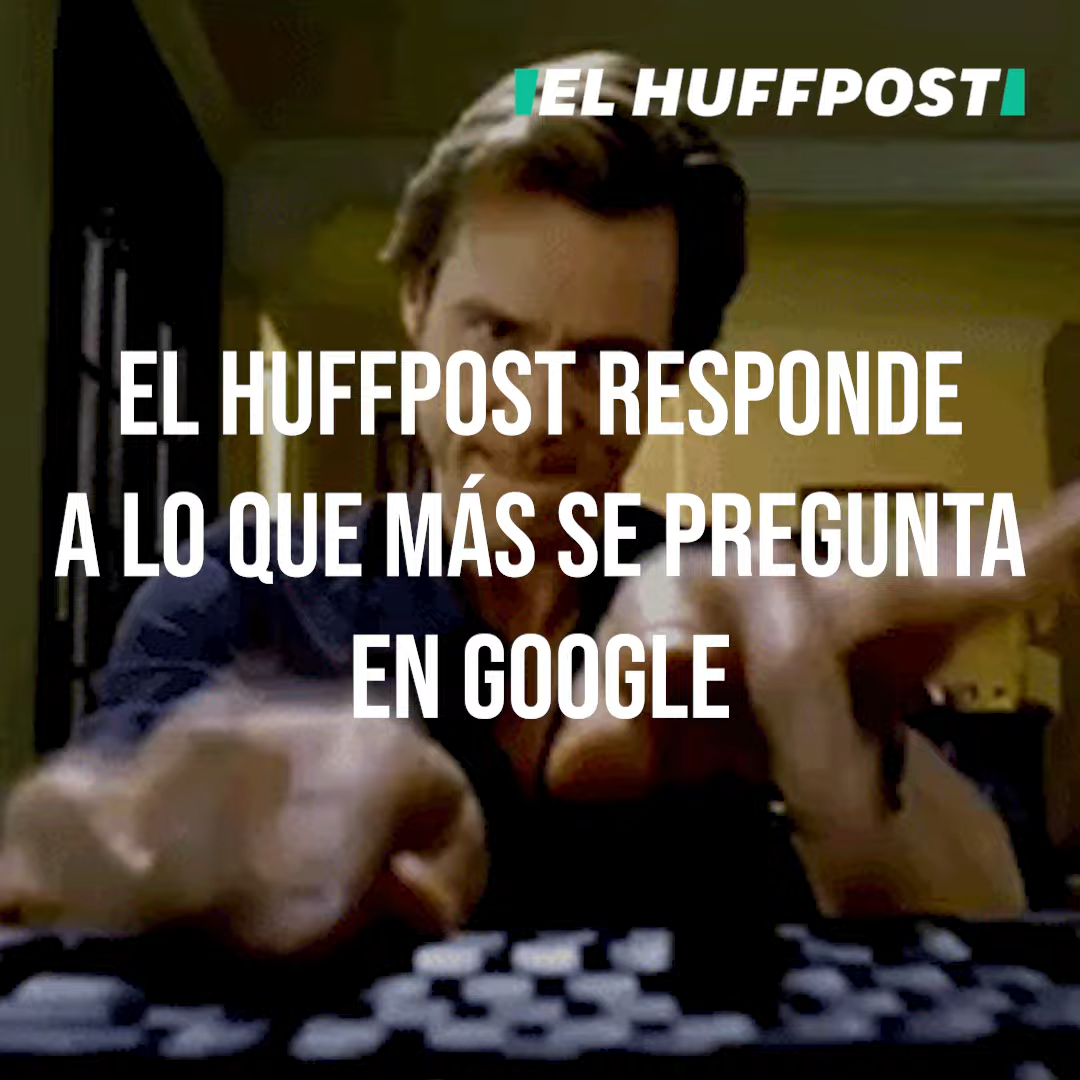 EL HUFFPOST
EL HUFFPOST RESPONDE
A LO QUE MÁS SE PREGUNTA
EN GOOGLE